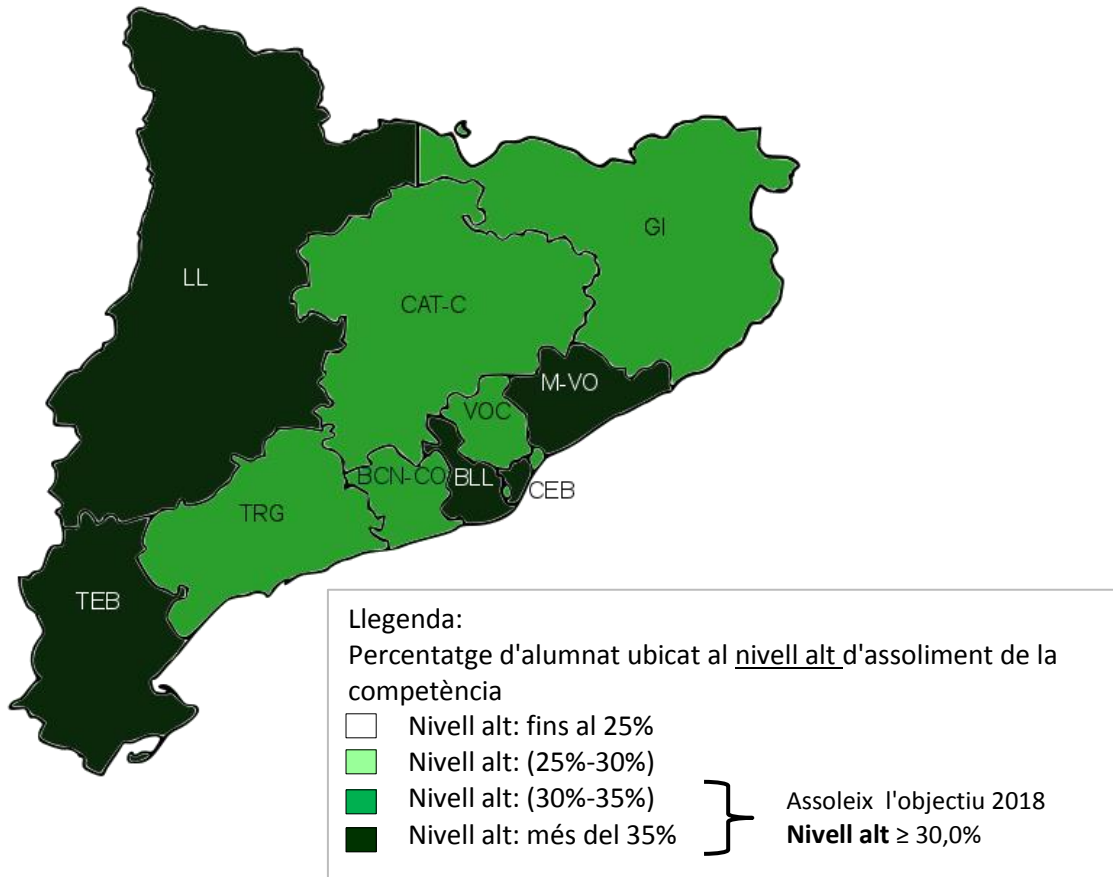 LL
GI
CAT-C
M-VO
VOC
BCN-CO
BLL
CEB
TRG
TEB
Llegenda:
Percentatge d'alumnat ubicat al nivell alt d'assoliment de la
competència
Nivell alt: fins al 25%
Nivell alt: (25%-30%)
Nivell alt: (30%-35%)
Nivell alt: més del 35%
Assoleix l'objectiu 2018
Nivell alt ≥ 30,0%